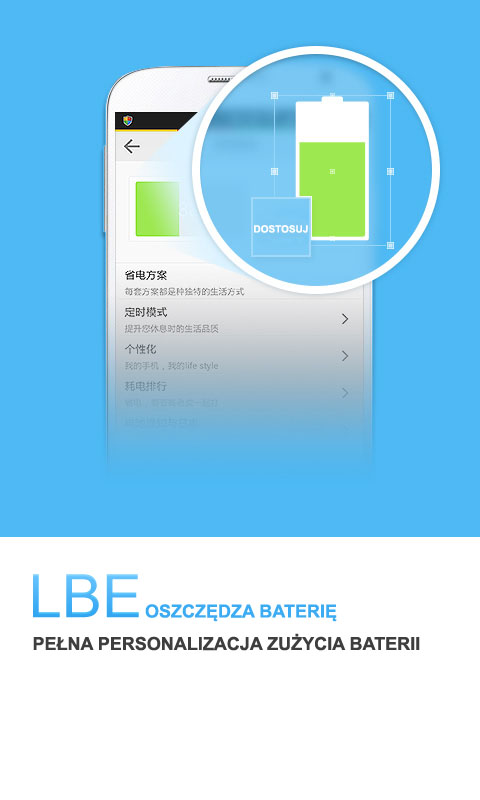 DOSTOSUJ
省电方案
每套方案都是种独特的生活方式
定时模式
提升您休息时的生活品质
个性化
我的手机，我的life style
耗电排行
LBE OSZCZĘDZA BATERIĘ
PEŁNA PERSONALIZACJA ZUŻYCIA BATERII